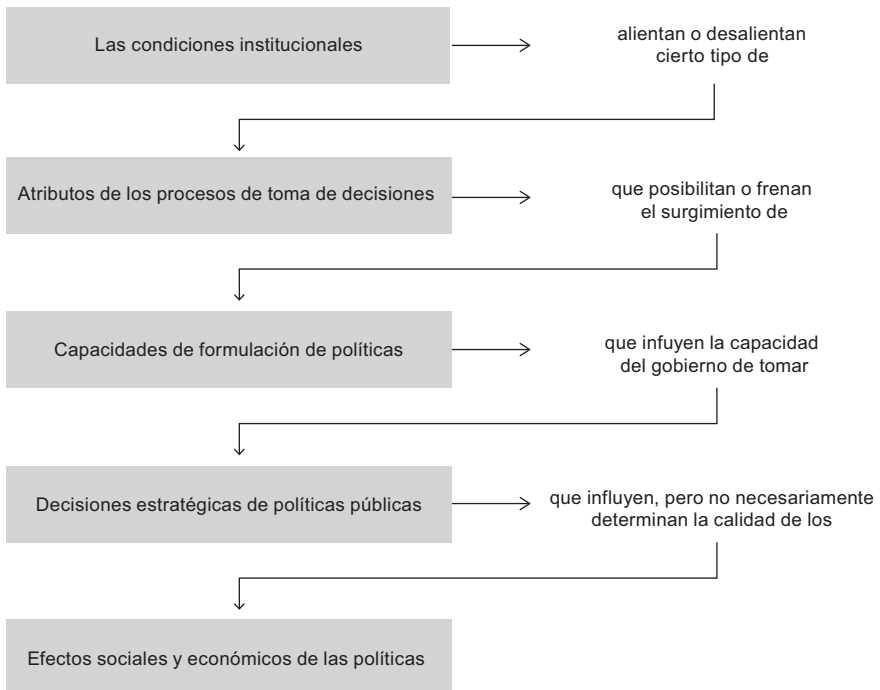 Las condiciones institucionales
alientan o desalientan
cierto tipo de
Atributos de los procesos de toma de decisiones
que posibilitan o frenan
el surgimiento de
Capacidades de formulación de políticas
que infuyen la capacidad
del gobierno de tomar
Decisiones estratégicas de políticas públicas
que influyen, pero no necesariamente
determinan la calidad de los
Efectos sociales y económicos de las políticas